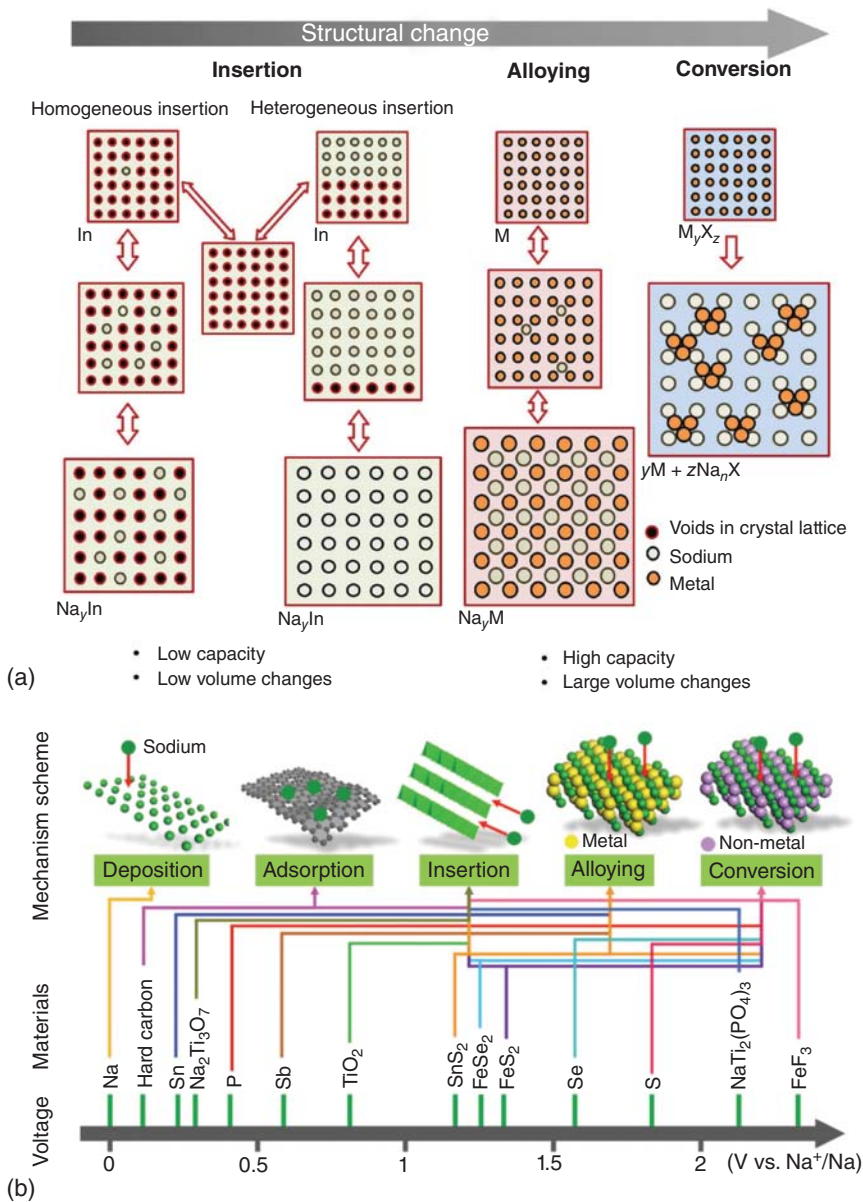 Structural change
Insertion
Alloying
Conversion
Homogeneous insertion
Heterogeneous insertion
In
In
M
MyXz
yM + zNanX
Voids in crystal lattice
Sodium
Metal
NayIn
NayIn
NayM
• Low capacity
• Low volume changes
• High capacity
• Large volume changes
(a)
Mechanism scheme
Sodium
Metal
Non-metal
Deposition
Adsorption
Insertion
Alloying
Conversion
Materials
Na
Hard carbon
Sn
Na₂Ti₃O₇
P
Sb
TiO₂
SnS₂
FeSe₂
FeS₂
Se
S
NaTi₂(PO₄)₃
FeF₃
Voltage
0
0.5
1
1.5
2
(V vs. Na⁺/Na)
(b)